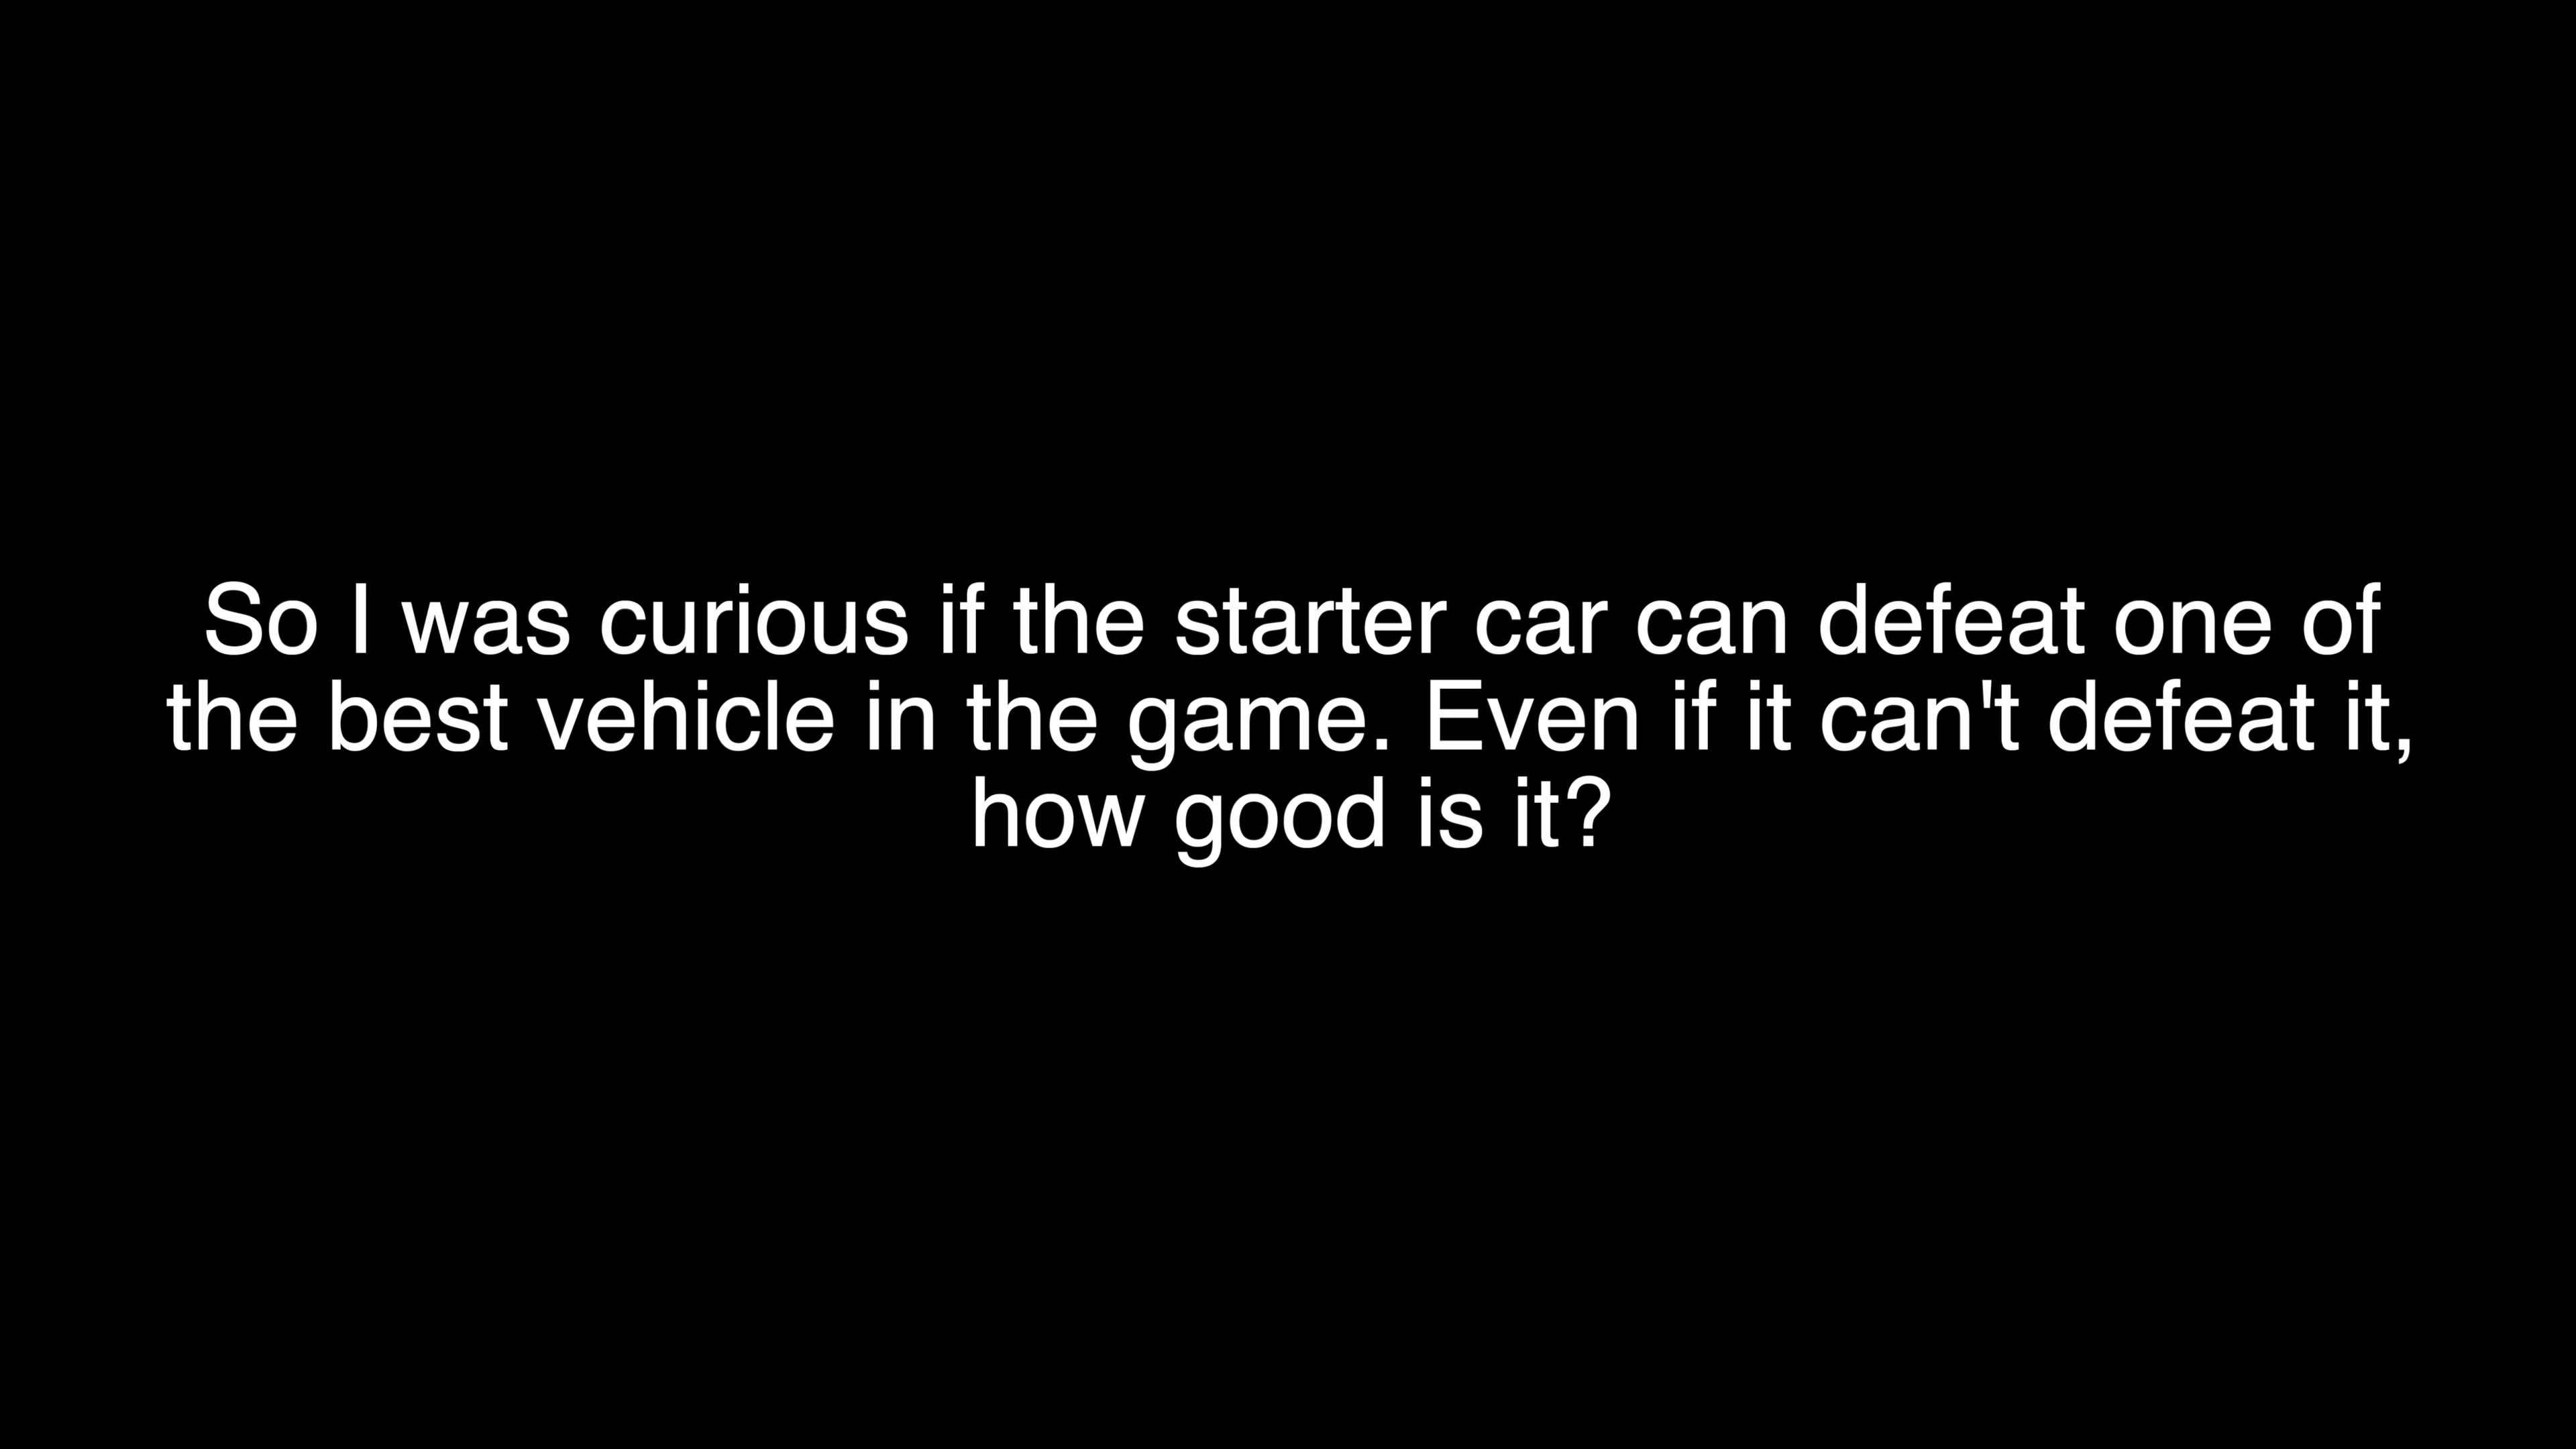 So I was curious if the starter car can defeat one of
the best vehicle in the game. Even if it can't defeat it,
how good is it?